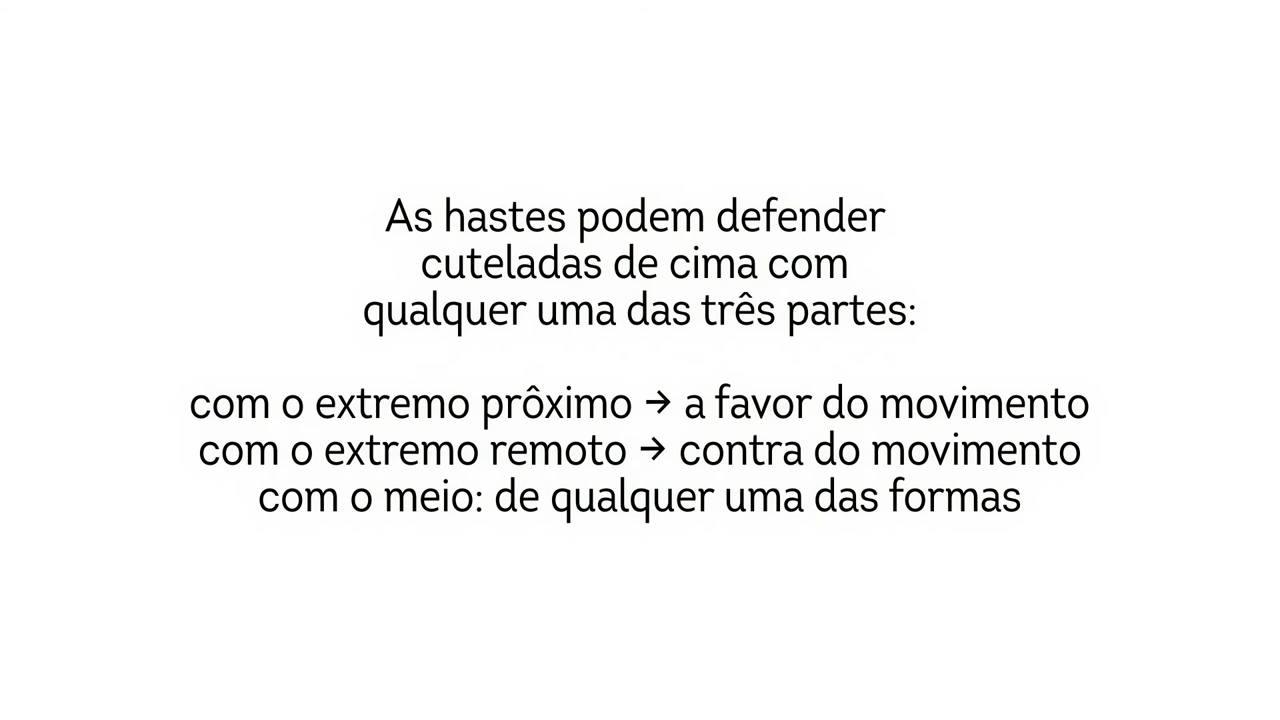 As hastes podem defender
cuteladas de cima com
qualquer uma das três partes:
com o extremo prôximo → a favor do movimento
com o extremo remoto → contra do movimento
com o meio: de qualquer uma das formas